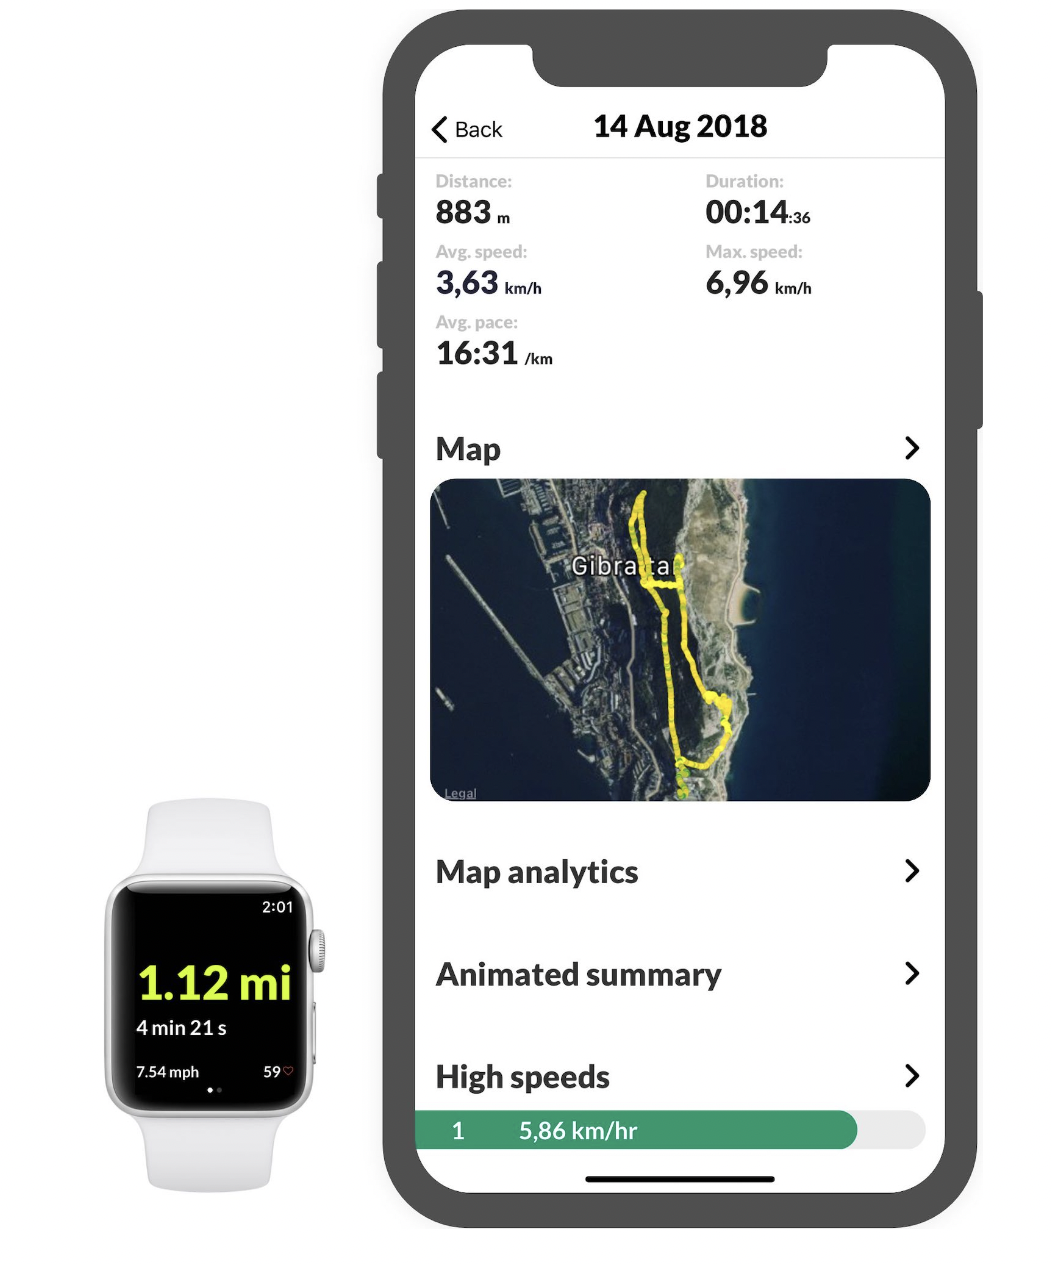 Back
14 Aug 2018
Distance:
883 m
Duration:
00:14:36
Avg. speed:
3,63 km/h
Max. speed:
6,96 km/h
Avg. pace:
16:31 /km
Map
Gibraltar
Legal
Map analytics
Animated summary
High speeds
1 5,86 km/hr
2:01
1.12 mi
4 min 21 s
7.54 mph 59